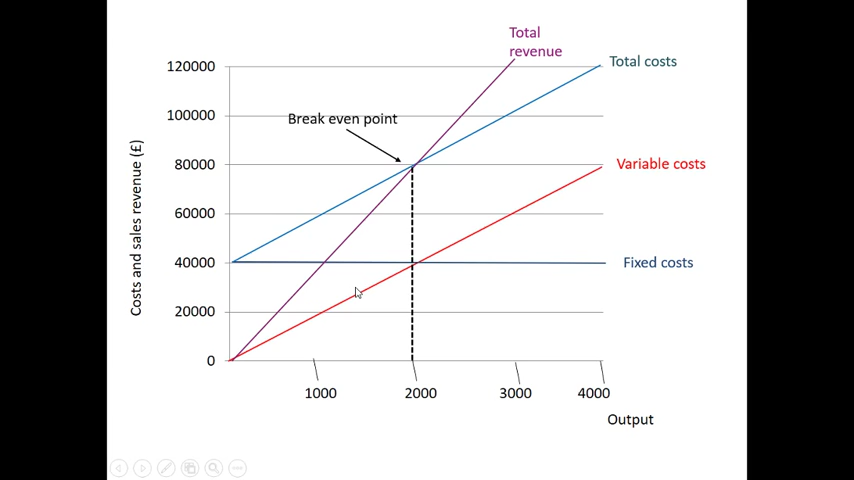 Total
revenue
Total costs
120000
100000
Break even point
80000
Variable costs
60000
40000
Fixed costs
20000
0
Costs and sales revenue (£)
1000
2000
3000
4000
Output